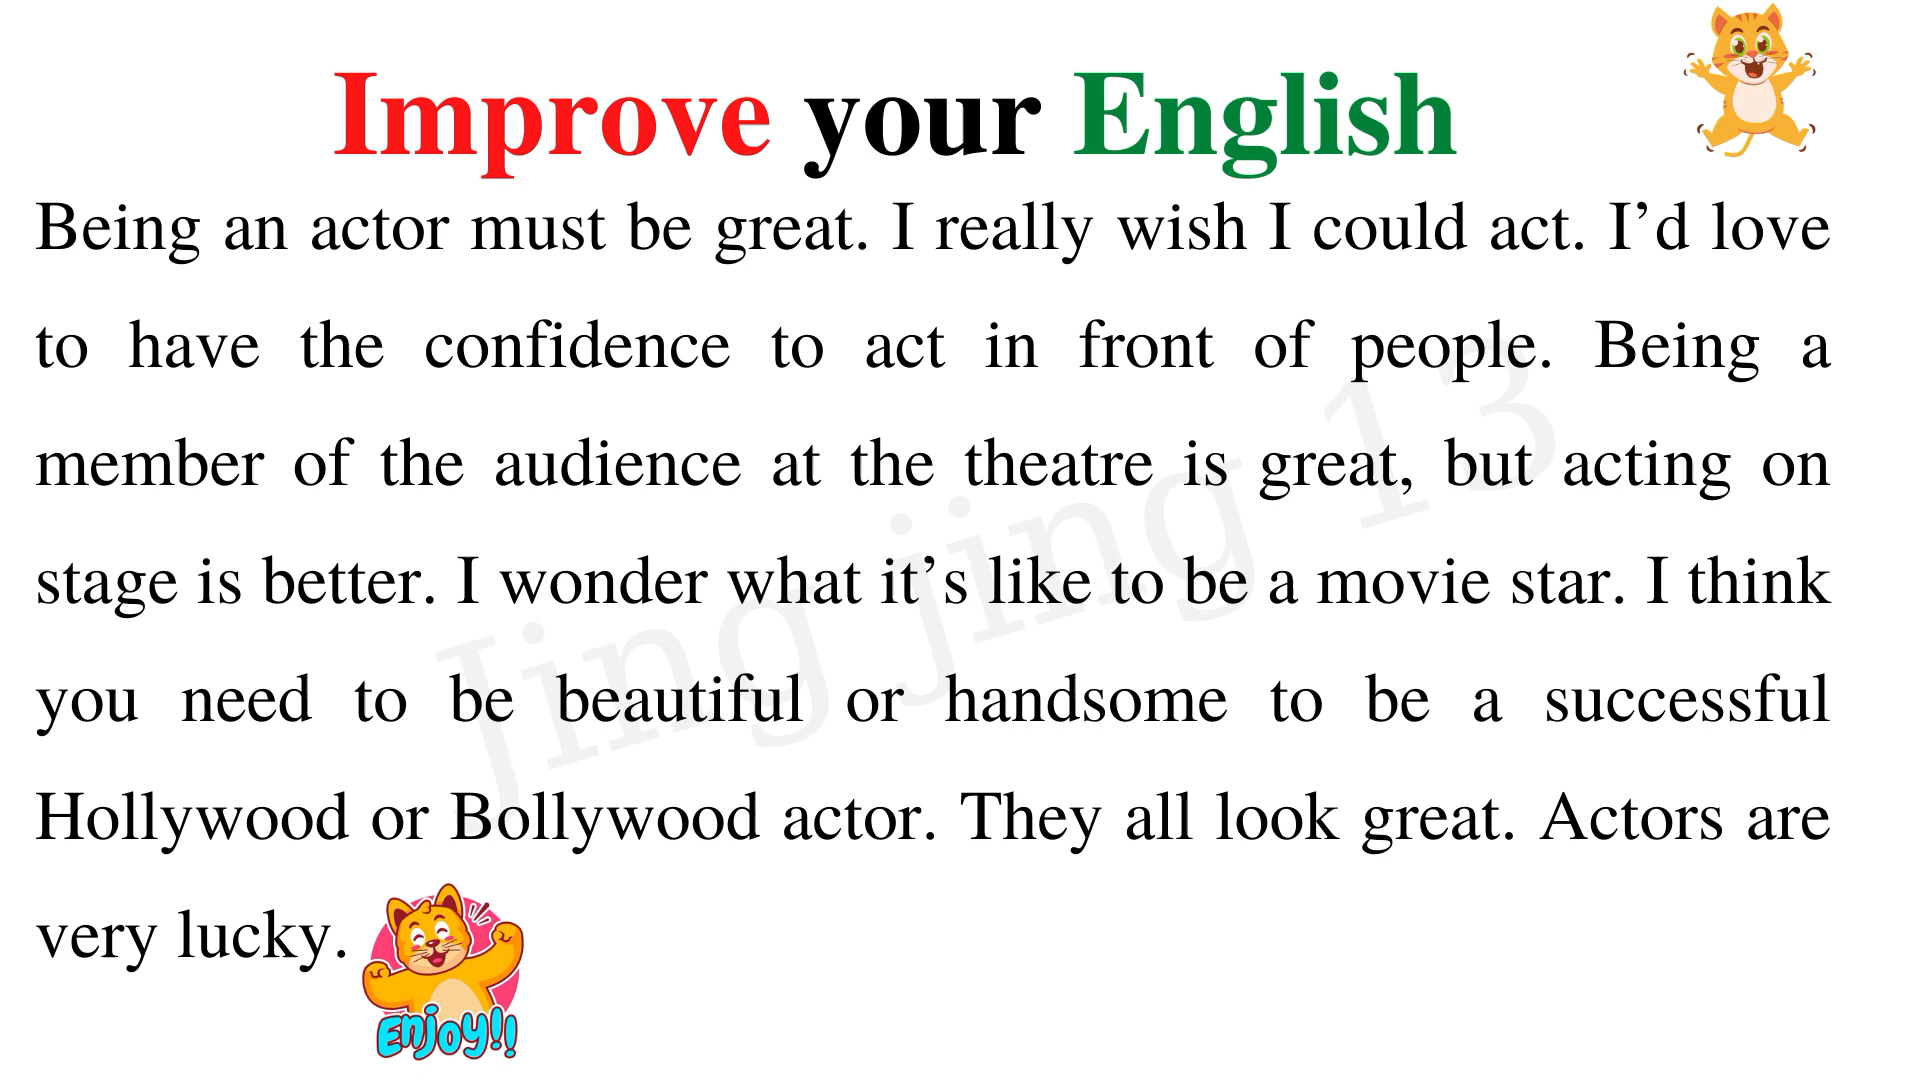 Improve your English
Being an actor must be great. I really wish I could act. I’d love
to have the confidence to act in front of people. Being a
member of the audience at the theatre is great, but acting on
stage is better. I wonder what it’s like to be a movie star. I think
you need to be beautiful or handsome to be a successful
Hollywood or Bollywood actor. They all look great. Actors are
very lucky.
Enjoy!!
Jing jing 13